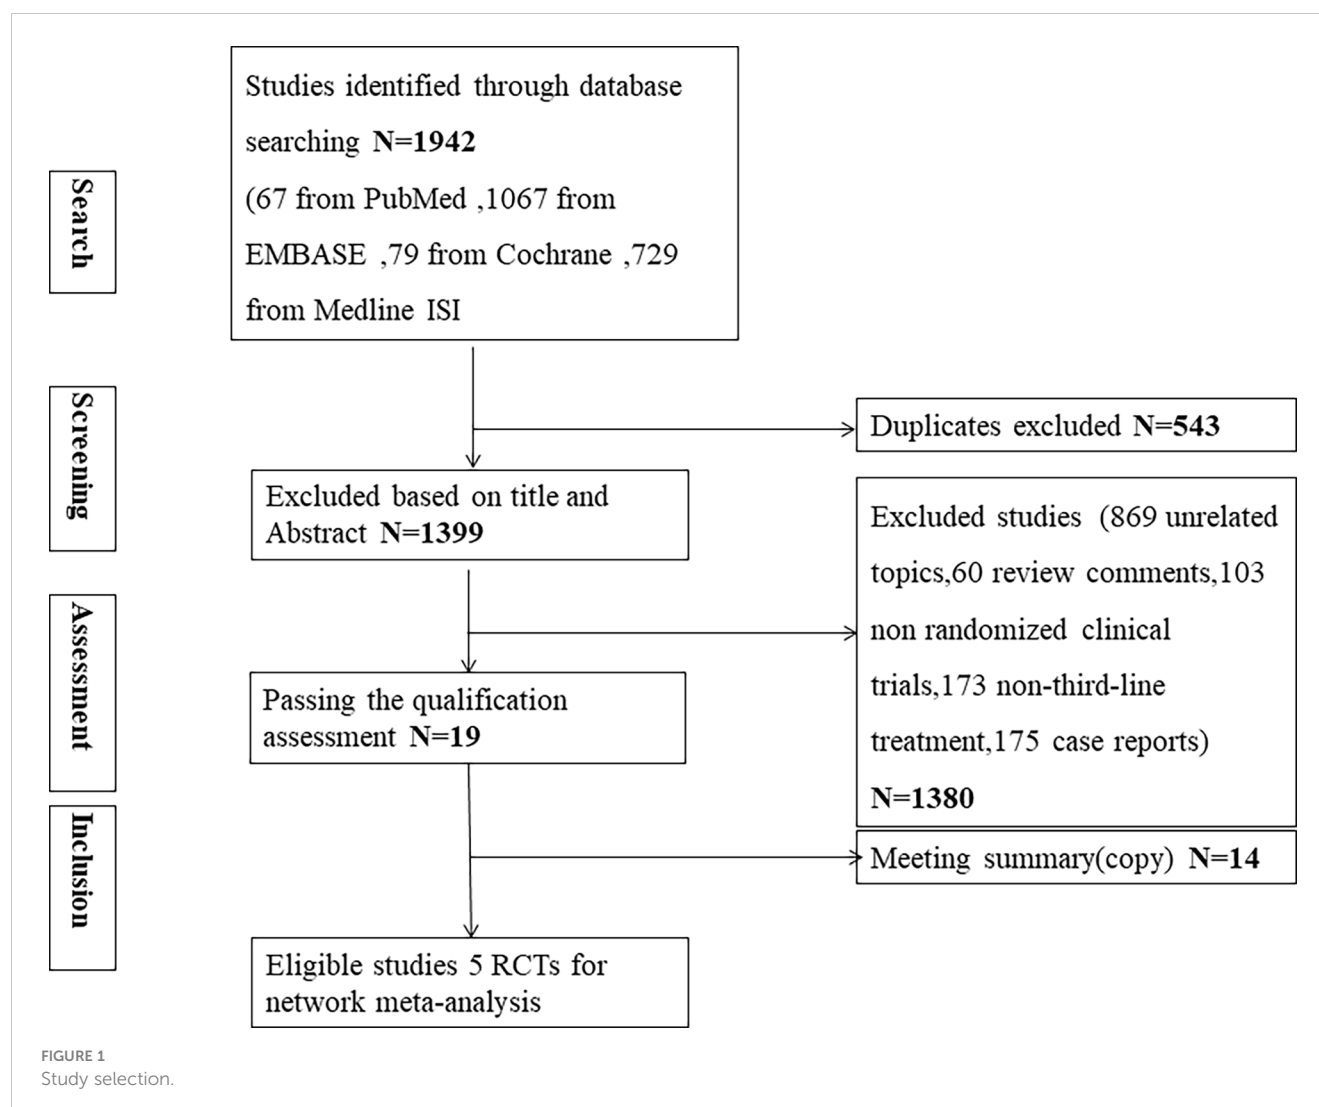 Search
Studies identified through database
searching N=1942
(67 from PubMed ,1067 from
EMBASE ,79 from Cochrane ,729
from Medline ISI
Screening
Duplicates excluded N=543
Excluded based on title and
Abstract N=1399
Excluded studies (869 unrelated
topics,60 review comments,103
non randomized clinical
trials,173 non-third-line
treatment,175 case reports)
N=1380
Assessment
Passing the qualification
assessment N=19
Inclusion
Meeting summary(copy) N=14
Eligible studies 5 RCTs for
network meta-analysis
FIGURE 1
Study selection.